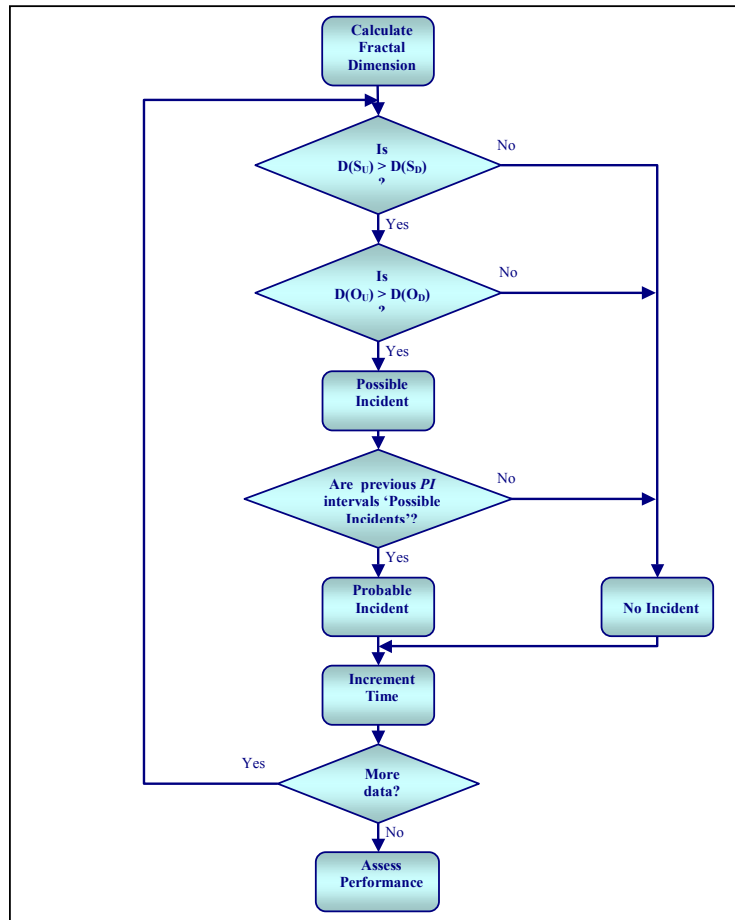 Calculate
Fractal
Dimension
Is
D(SU) > D(SD)
?
No
Yes
Is
D(OU) > D(OD)
?
No
Yes
Possible
Incident
Are previous PI
intervals ‘Possible
Incidents’?
No
Yes
Probable
Incident
No Incident
Increment
Time
More
data?
Yes
No
Assess
Performance